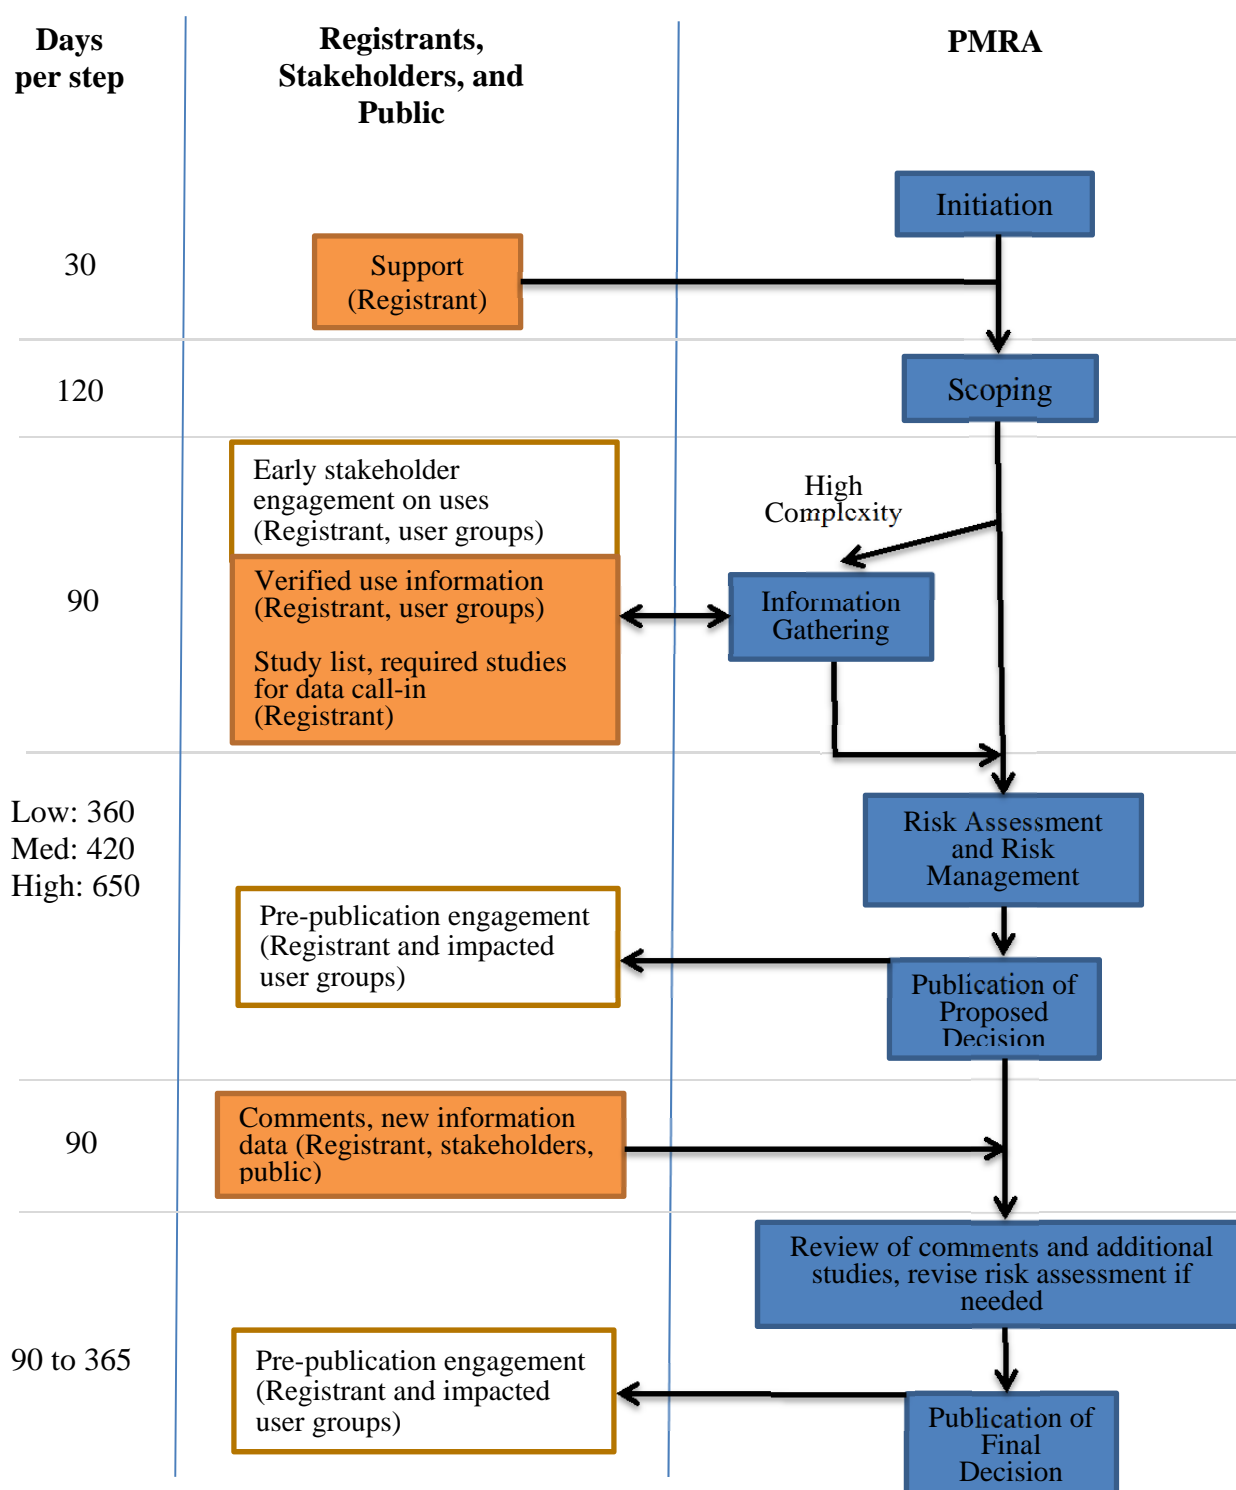 Days
per step
Registrants,
Stakeholders, and
Public
PMRA
Initiation
30
Support
(Registrant)
120
Scoping
Early stakeholder
engagement on uses
(Registrant, user groups)
High
Complexity
90
Verified use information
(Registrant, user groups)
Study list, required studies
for data call-in
(Registrant)
Information
Gathering
Low: 360
Med: 420
High: 650
Risk Assessment
and Risk
Management
Pre-publication engagement
(Registrant and impacted
user groups)
Publication of
Proposed
Decision
90
Comments, new information
data (Registrant, stakeholders,
public)
Review of comments and additional
studies, revise risk assessment if
needed
90 to 365
Pre-publication engagement
(Registrant and impacted
user groups)
Publication of
Final
Decision